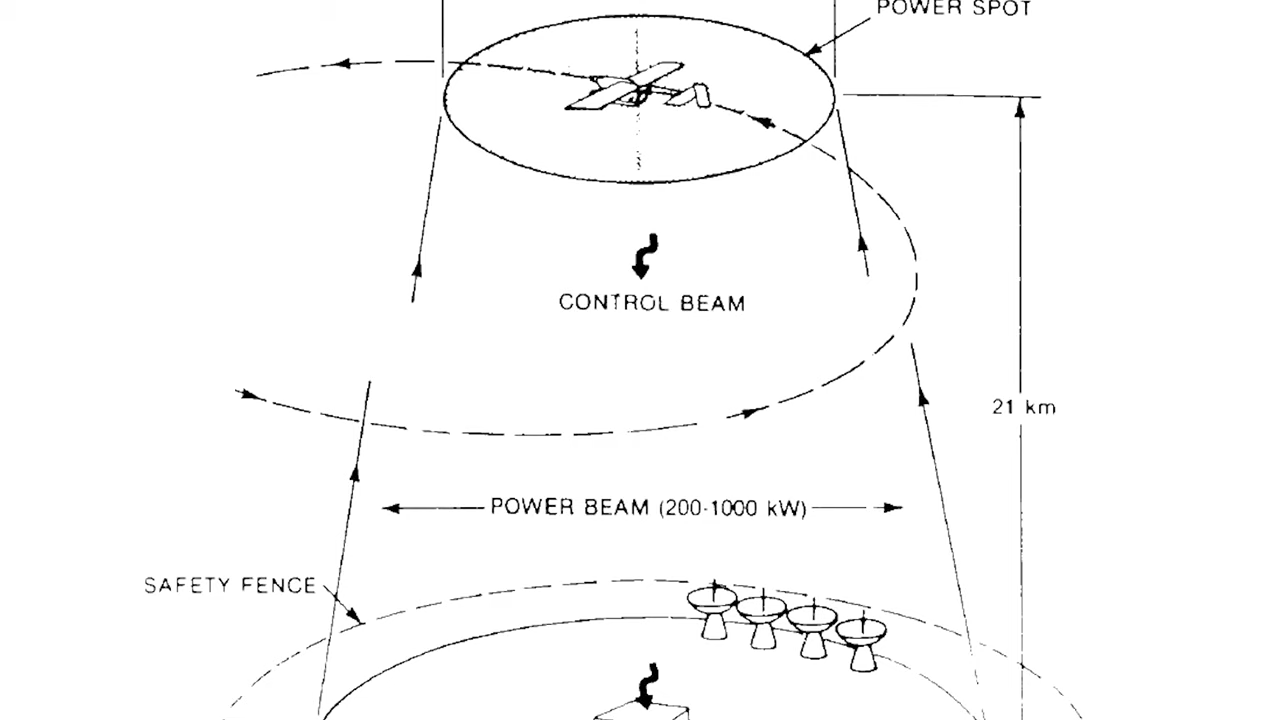 POWER SPOT
CONTROL BEAM
21 km
POWER BEAM (200-1000 kW)
SAFETY FENCE